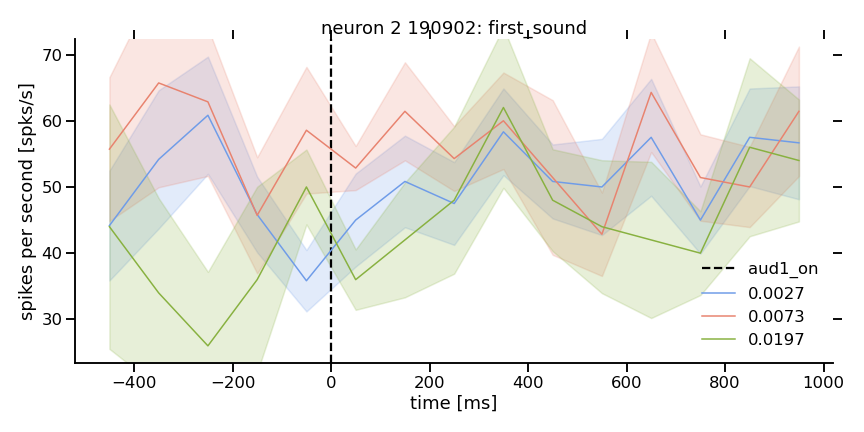 neuron 2 190902: first_sound
spikes per second [spks/s]
70
60
50
40
30
aud1_on
0.0027
0.0073
0.0197
−400 −200 0 200 400 600 800 1000
time [ms]